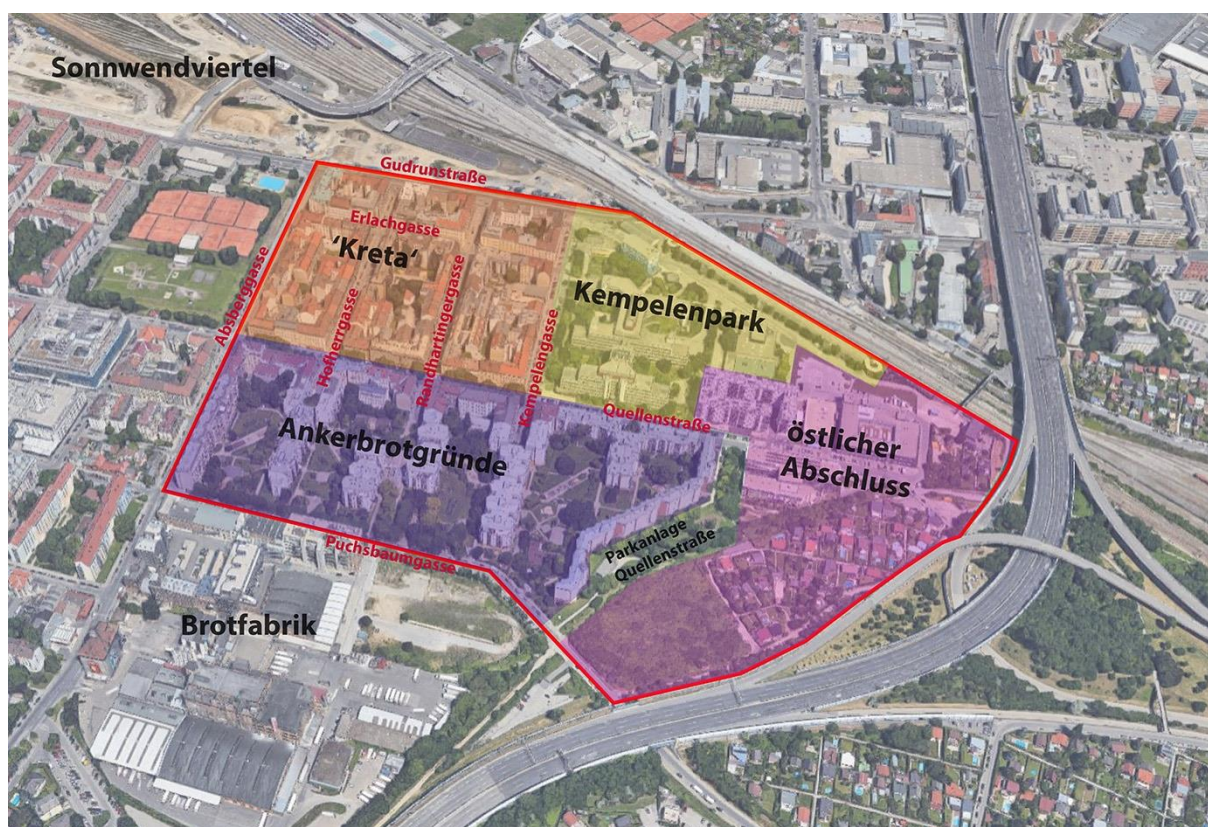 Sonnwendviertel
Gudrunstraße
Erlachgasse
‘Kreta‘
Absberggasse
Hofherrgasse
Randhartingergasse
Kempelengasse
Kempelenpark
Quellenstraße
Ankerbrotgründe
östlicher
Abschluss
Parkanlage
Quellenstraße
Puchsbaumgasse
Brotfabrik